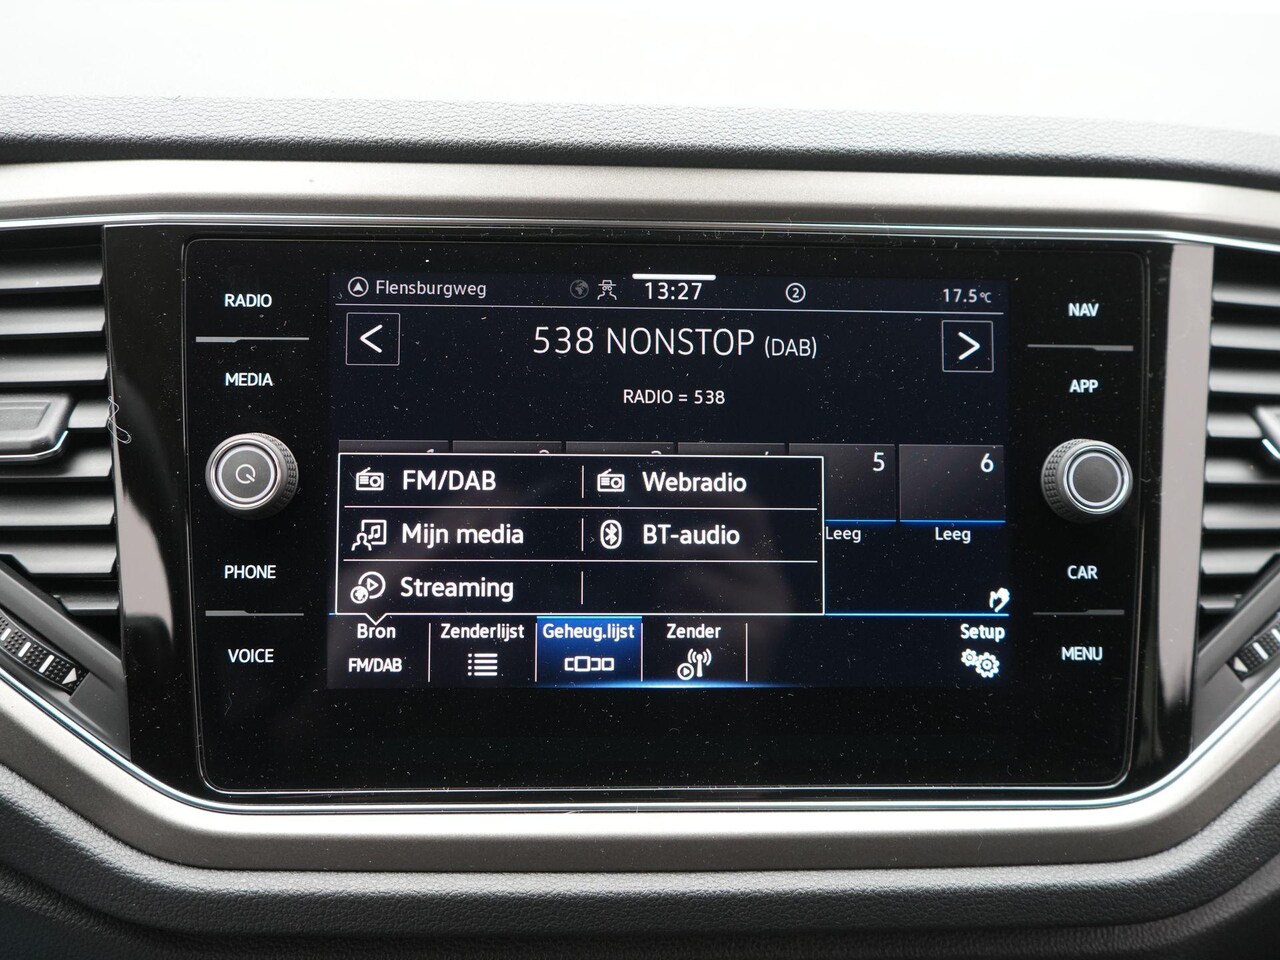 RADIO
MEDIA
PHONE
VOICE
Flensburgweg 13:27 2 17.5°C
< 538 NONSTOP (DAB) >
RADIO = 538
5 6
FM/DAB Webradio
Mijn media BT-audio
Streaming
Leeg Leeg
Bron Zenderlijst Geheug.lijst Zender Setup
FM/DAB
NAV
APP
CAR
MENU